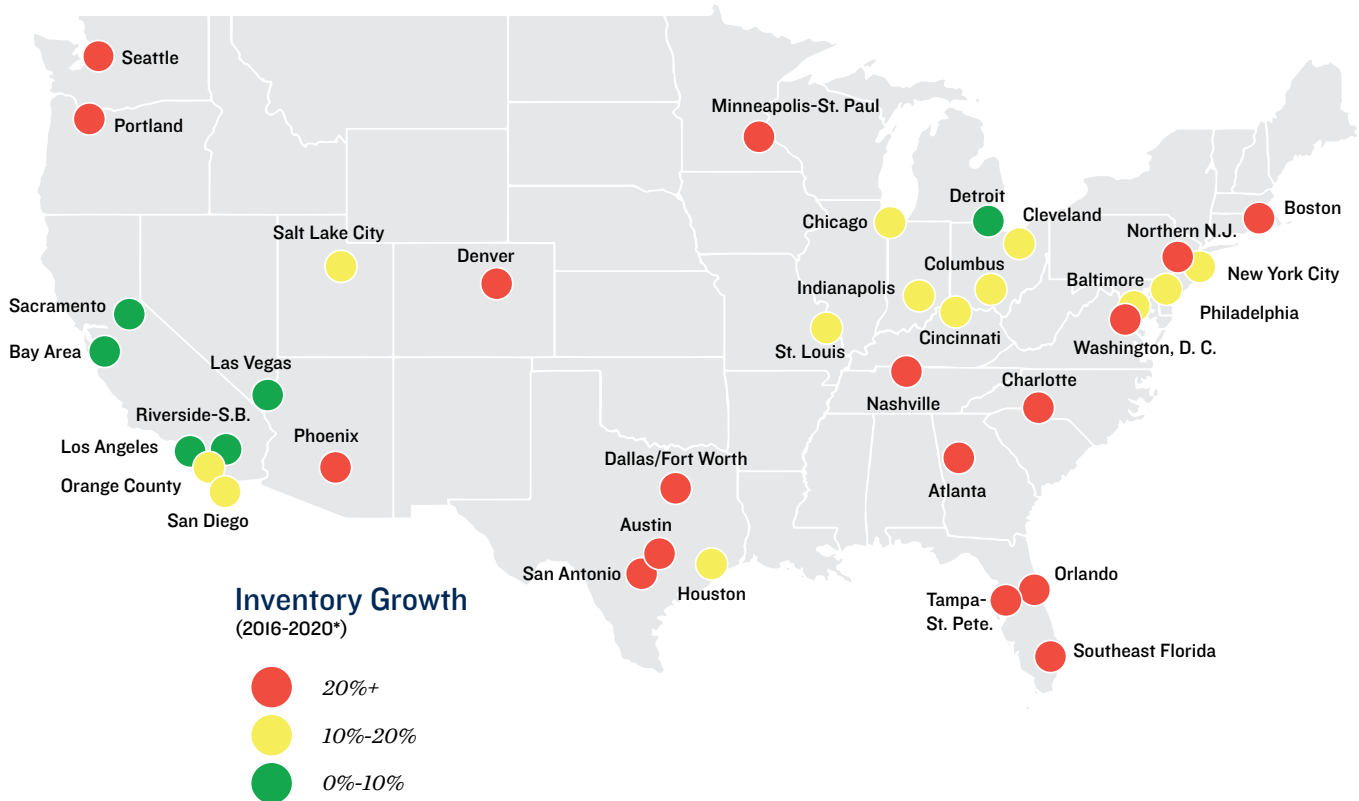 Seattle
Portland
Minneapolis-St. Paul
Detroit
Cleveland
Boston
Chicago
Northern N.J.
Salt Lake City
Denver
Columbus
New York City
Indianapolis
Baltimore
Sacramento
Philadelphia
Cincinnati
Bay Area
St. Louis
Washington, D. C.
Las Vegas
Charlotte
Nashville
Riverside-S.B.
Phoenix
Los Angeles
Dallas/Fort Worth
Orange County
Atlanta
San Diego
Austin
San Antonio
Orlando
Houston
Tampa-
St. Pete.
Southeast Florida
Inventory Growth
(2016-2020*)
20%+
10%-20%
0%-10%